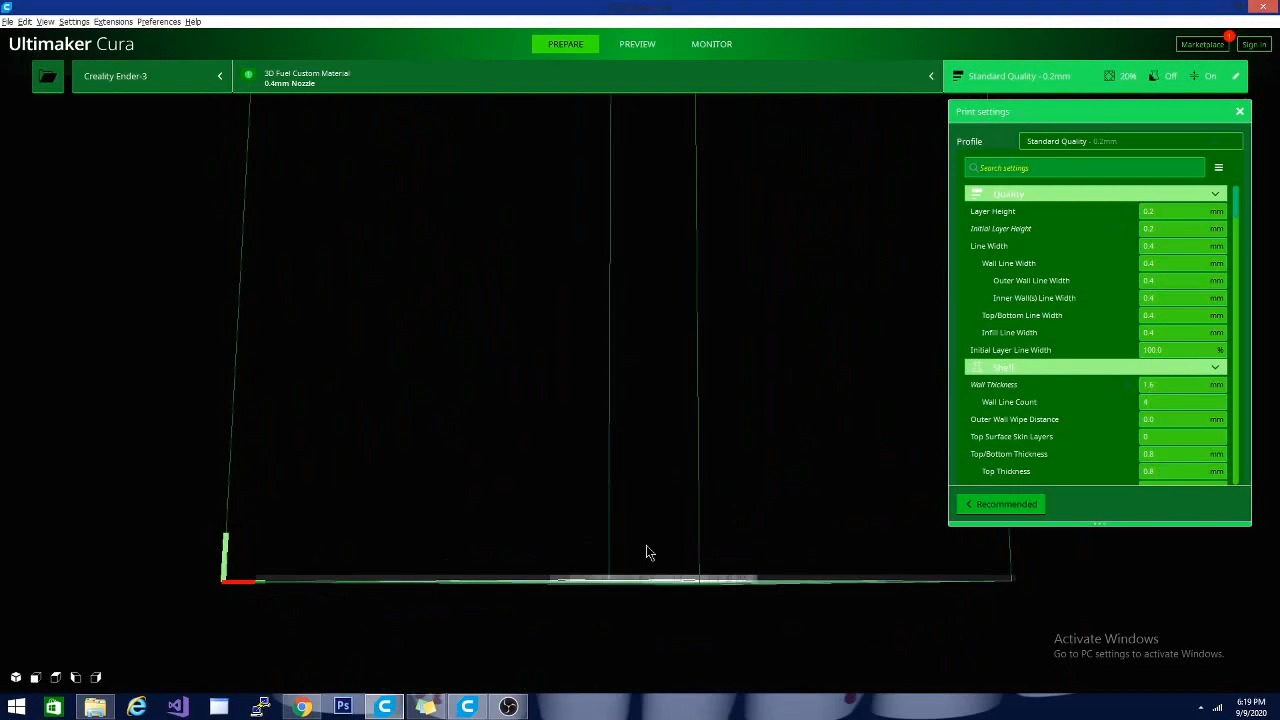 File Edit View Settings Extensions Preferences Help
Ultimaker Cura
PREPARE PREVIEW MONITOR
Marketplace 1 Sign in
Creality Ender-3
3D Fuel Custom Material
0.4mm Nozzle
Standard Quality - 0.2mm 20% Off On
Print settings
Profile Standard Quality - 0.2mm
Search settings
Quality
Layer Height 0.2 mm
Initial Layer Height 0.2 mm
Line Width 0.4 mm
Wall Line Width 0.4 mm
Outer Wall Line Width 0.4 mm
Inner Wall(s) Line Width 0.4 mm
Top/Bottom Line Width 0.4 mm
Infill Line Width 0.4 mm
Initial Layer Line Width 100.0 %
Shell
Wall Thickness 1.6 mm
Wall Line Count 4
Outer Wall Wipe Distance 0.0 mm
Top Surface Skin Layers 0
Top/Bottom Thickness 0.8 mm
Top Thickness 0.8 mm
Recommended
Activate Windows
Go to PC settings to activate Windows.
Ps
6:19 PM
9/9/2020